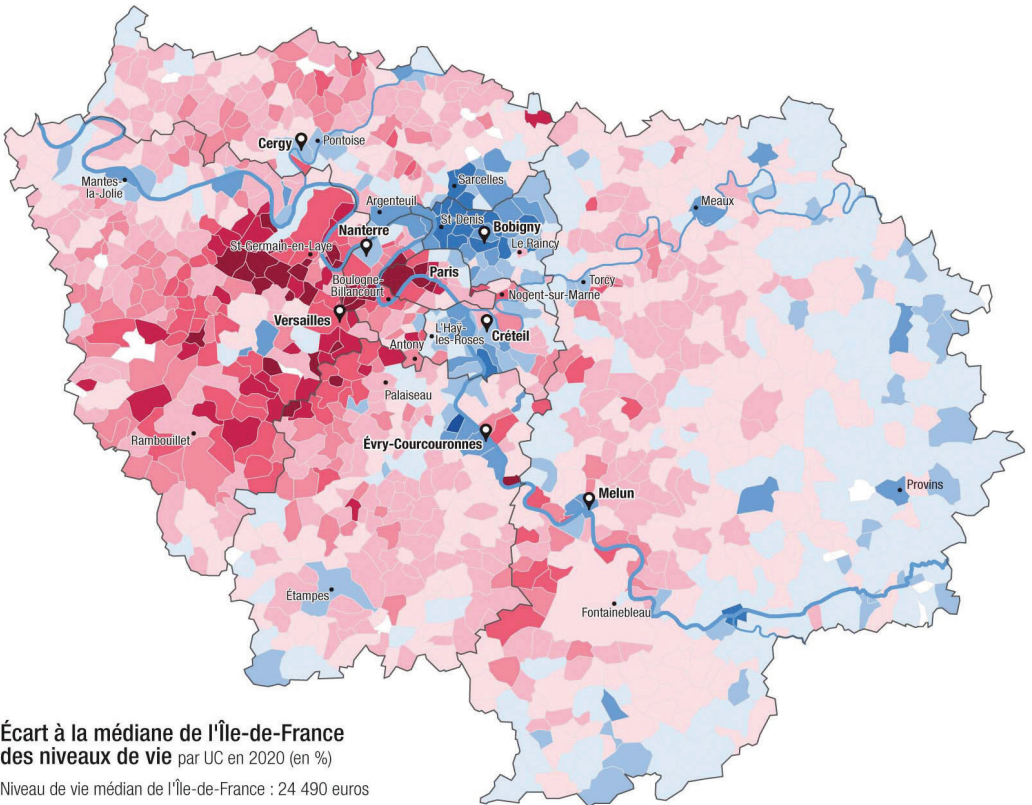 Cergy
Pontoise
Mantes-
la-Jolie
Sarcelles
Argenteuil
St-Denis
Bobigny
Meaux
Nanterre
St-Germain-en-Laye
Le Raincy
Paris
Boulogne-
Billancourt
Torcy
Nogent-sur-Marne
Versailles
L'Hay-
les-Roses
Créteil
Antony
Palaiseau
Rambouillet
Évry-Courcouronnes
Provins
Melun
Étampes
Fontainebleau
Écart à la médiane de l'Île-de-France
des niveaux de vie par UC en 2020 (en %)
Niveau de vie médian de l'Île-de-France : 24 490 euros